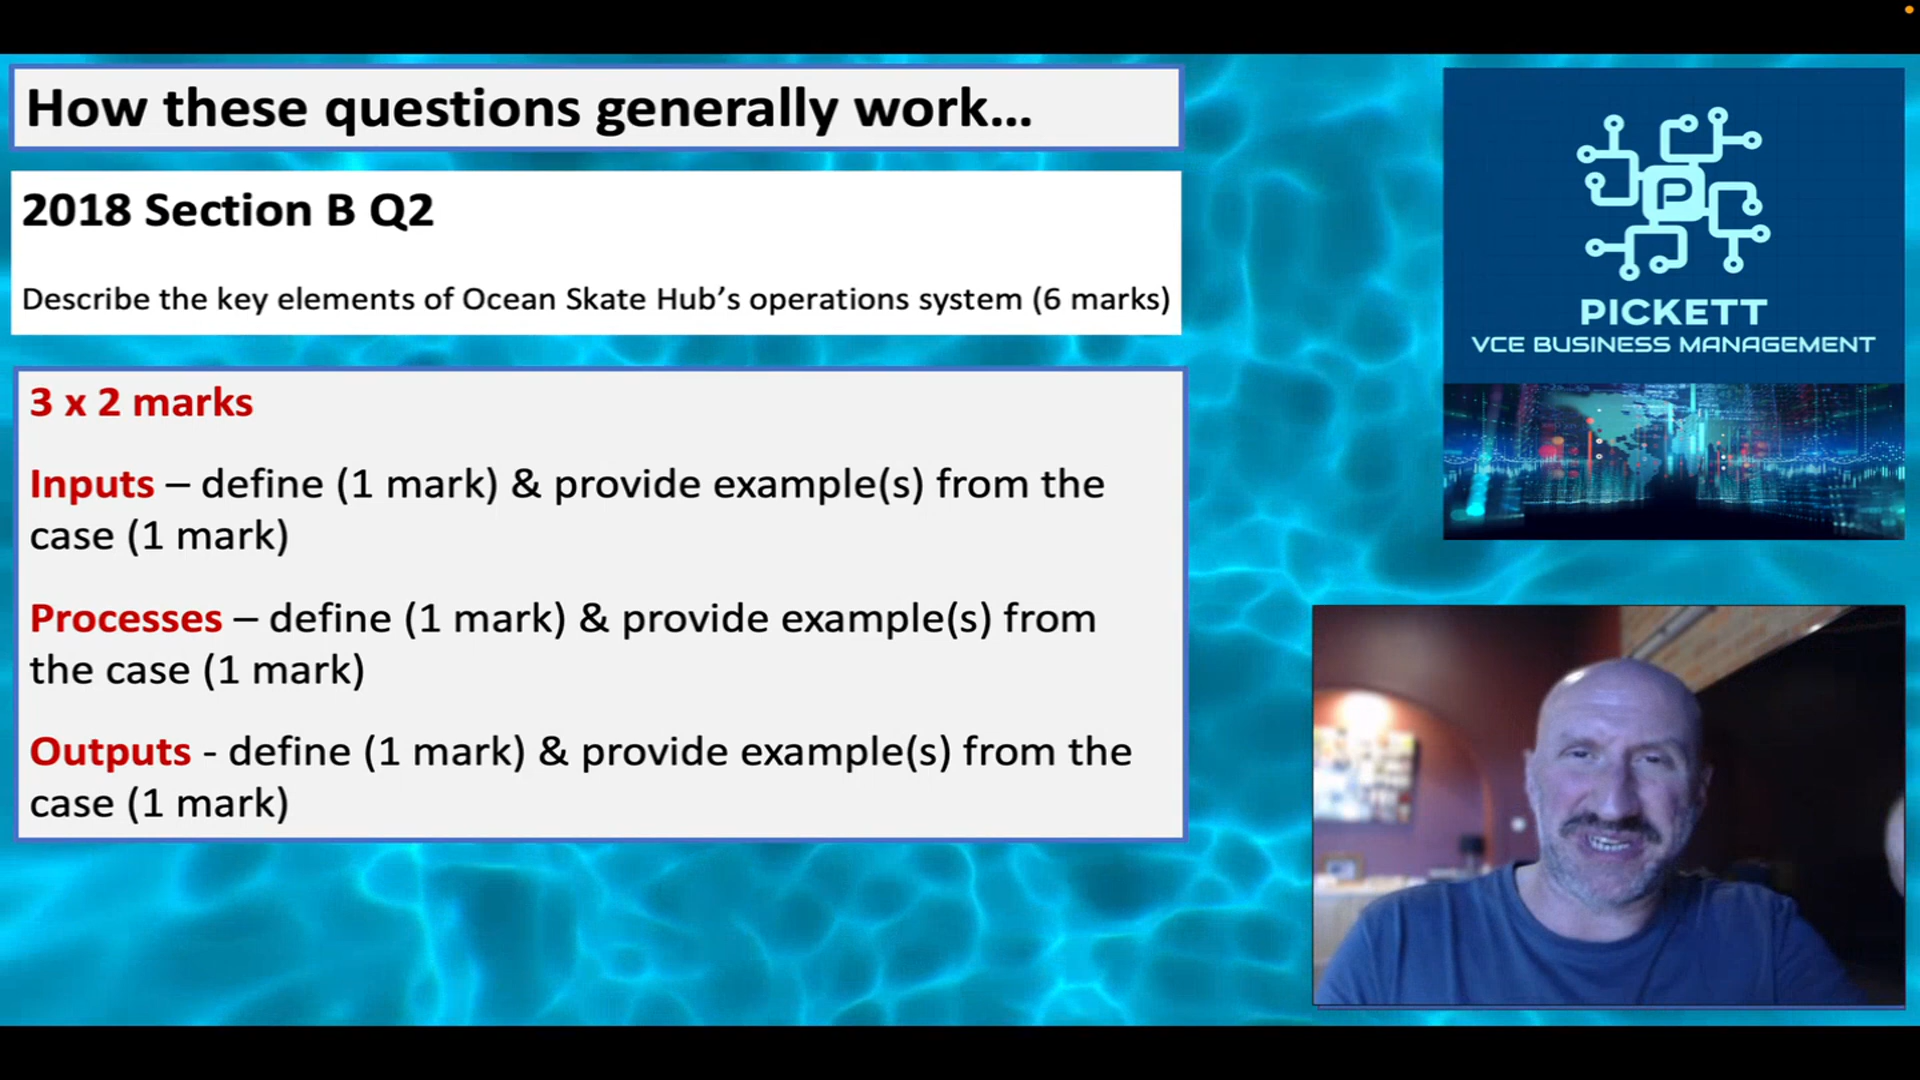 How these questions generally work...
2018 Section B Q2
Describe the key elements of Ocean Skate Hub’s operations system (6 marks)
3 x 2 marks
Inputs – define (1 mark) & provide example(s) from the
case (1 mark)
Processes – define (1 mark) & provide example(s) from
the case (1 mark)
Outputs - define (1 mark) & provide example(s) from the
case (1 mark)
P
PICKETT
VCE BUSINESS MANAGEMENT